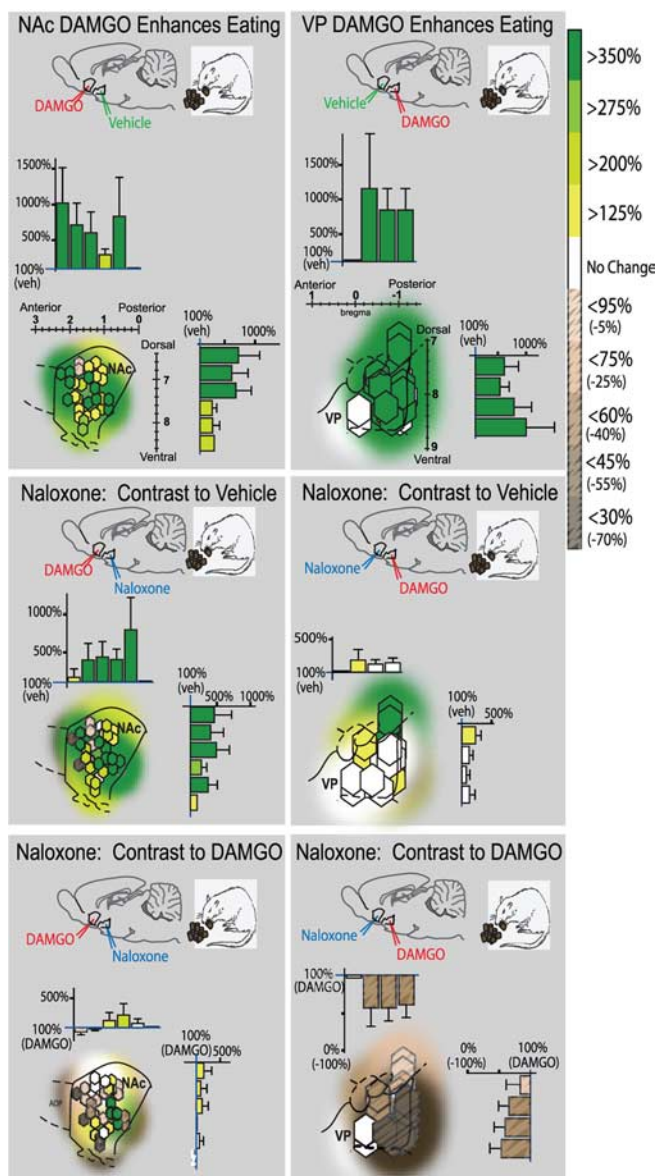 NAc DAMGO Enhances Eating
DAMGO
Vehicle
1500%
1000%
500%
100%
(veh)
Anterior
Posterior
3 2 1 0
NAc
Dorsal
7
8
Ventral
100%
(veh)
1000%
VP DAMGO Enhances Eating
Vehicle
DAMGO
1500%
1000%
500%
100%
(veh)
Anterior
Posterior
1 0 -1
bregma
Dorsal
7
8
9
Ventral
VP
100%
(veh)
1000%
>350%
>275%
>200%
>125%
No Change
<95%
(-5%)
<75%
(-25%)
<60%
(-40%)
<45%
(-55%)
<30%
(-70%)
Naloxone: Contrast to Vehicle
DAMGO
Naloxone
1000%
500%
100%
(veh)
NAc
100%
(veh)
500%
1000%
Naloxone: Contrast to Vehicle
Naloxone
DAMGO
500%
100%
(veh)
VP
100%
(veh)
500%
Naloxone: Contrast to DAMGO
DAMGO
Naloxone
500%
100%
(DAMGO)
NAc
100%
(DAMGO)
500%
Naloxone: Contrast to DAMGO
Naloxone
DAMGO
100%
(DAMGO)
0%
(-100%)
VP
0%
(-100%)
100%
(DAMGO)